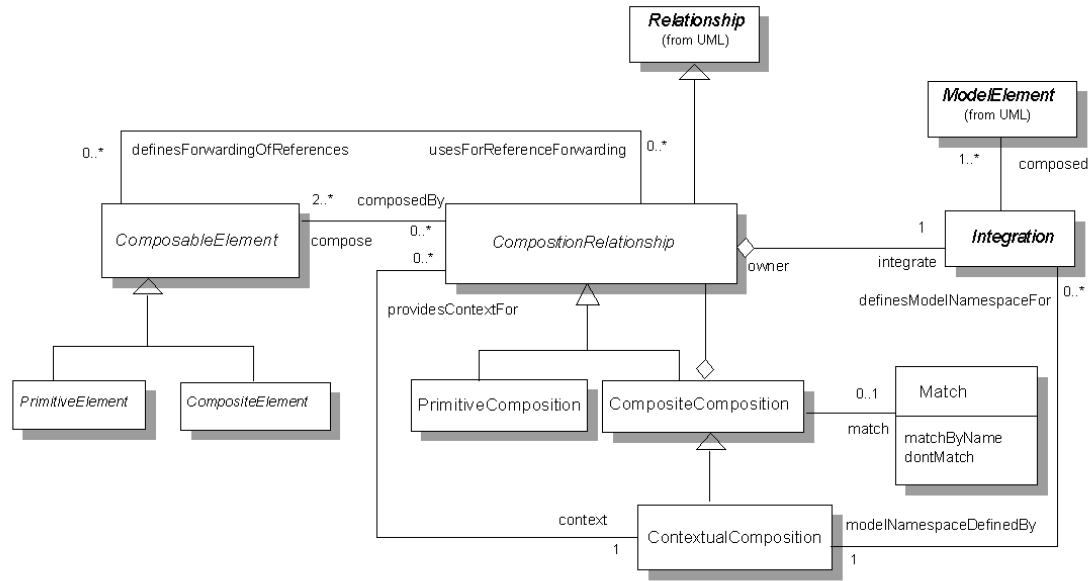 Relationship
(from UML)
ModelElement
(from UML)
0..*
definesForwardingOfReferences
usesForReferenceForwarding
0..*
1..*
composed
2..*
composedBy
ComposableElement
compose
0..*
CompositionRelationship
owner
1
integrate
Integration
0..*
providesContextFor
definesModelNamespaceFor
0..*
PrimitiveElement
CompositeElement
PrimitiveComposition
CompositeComposition
0..1
match
Match
matchByName
dontMatch
context
1
ContextualComposition
modelNamespaceDefinedBy
1